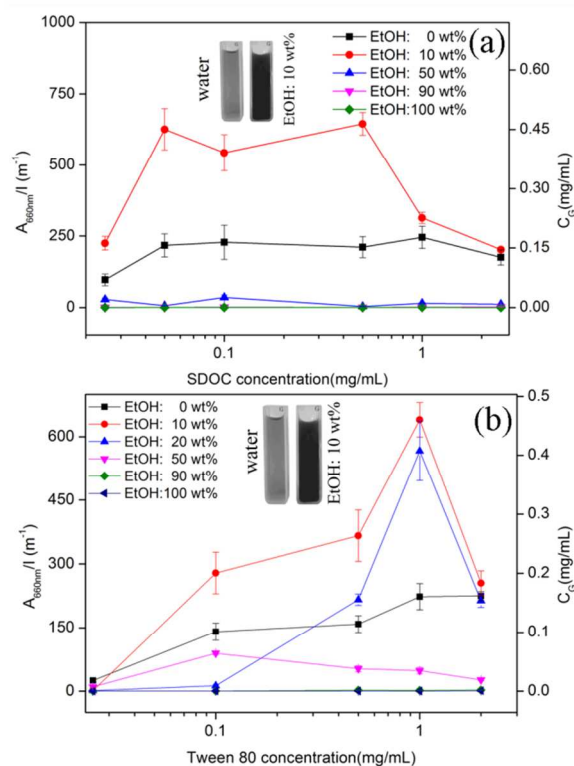 (a)
EtOH: 0 wt%
EtOH: 10 wt%
EtOH: 50 wt%
EtOH: 90 wt%
EtOH:100 wt%
water
EtOH: 10 wt%
G
1000
750
500
250
0
A660nm/l (m-1)
0.60
0.45
0.30
0.15
0.00
CG(mg/mL)
0.1
1
SDOC concentration(mg/mL)
(b)
EtOH: 0 wt%
EtOH: 10 wt%
EtOH: 20 wt%
EtOH: 50 wt%
EtOH: 90 wt%
EtOH:100 wt%
water
EtOH: 10 wt%
G
G
600
450
300
150
0
A660nm/l (m-1)
0.5
0.4
0.3
0.2
0.1
0.0
CG(mg/mL)
0.1
1
Tween 80 concentration(mg/mL)